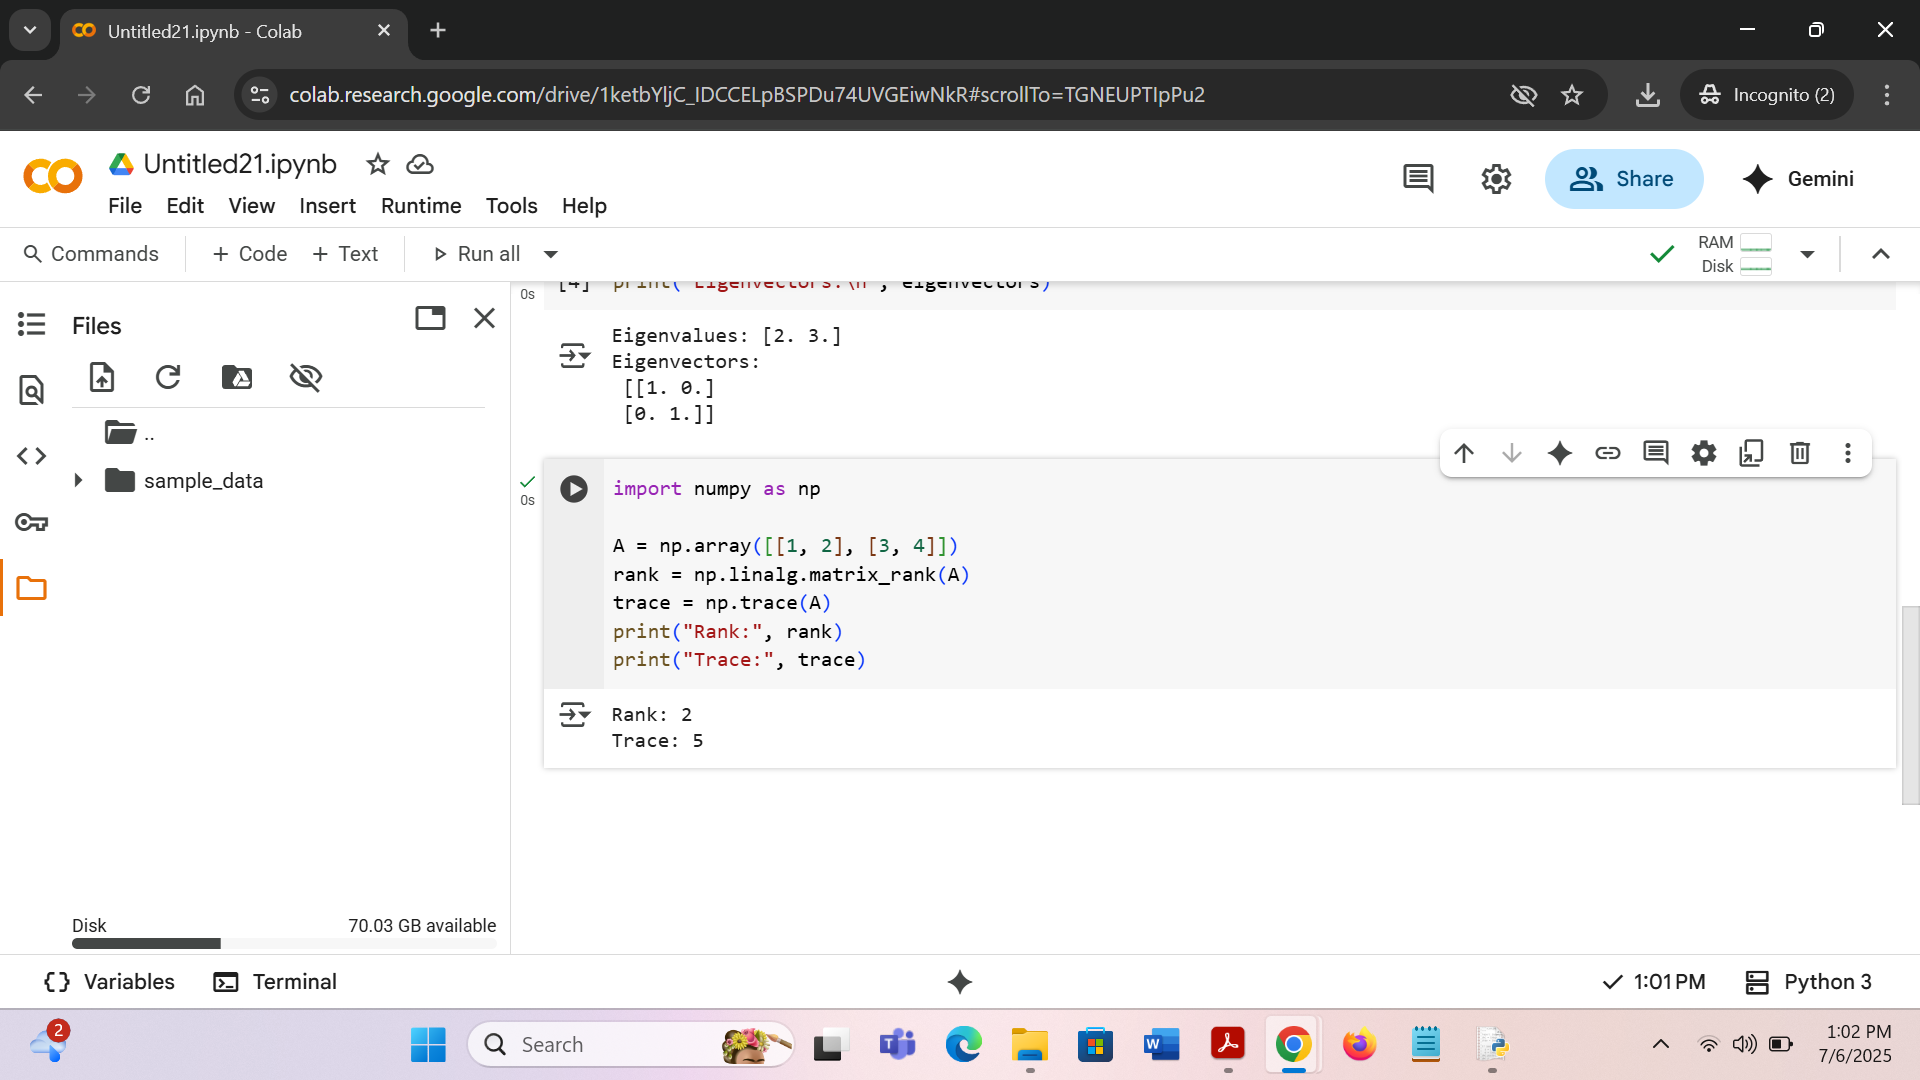 Untitled21.ipynb - Colab
colab.research.google.com/drive/1ketbYljC_IDCCELpBSPDu74UVGEiwNkR#scrollTo=TGNEUPTIpPu2
Incognito (2)
Untitled21.ipynb
Share
Gemini
File Edit View Insert Runtime Tools Help
Commands + Code + Text Run all
RAM
Disk
Files
..
sample_data
Disk 70.03 GB available
0s
[4] print("Eigenvectors:\n", eigenvectors)
Eigenvalues: [2. 3.]
Eigenvectors:
[[1. 0.]
[0. 1.]]
0s
import numpy as np
A = np.array([[1, 2], [3, 4]])
rank = np.linalg.matrix_rank(A)
trace = np.trace(A)
print("Rank:", rank)
print("Trace:", trace)
Rank: 2
Trace: 5
{} Variables Terminal
1:01 PM Python 3
2
Search
1:02 PM
7/6/2025